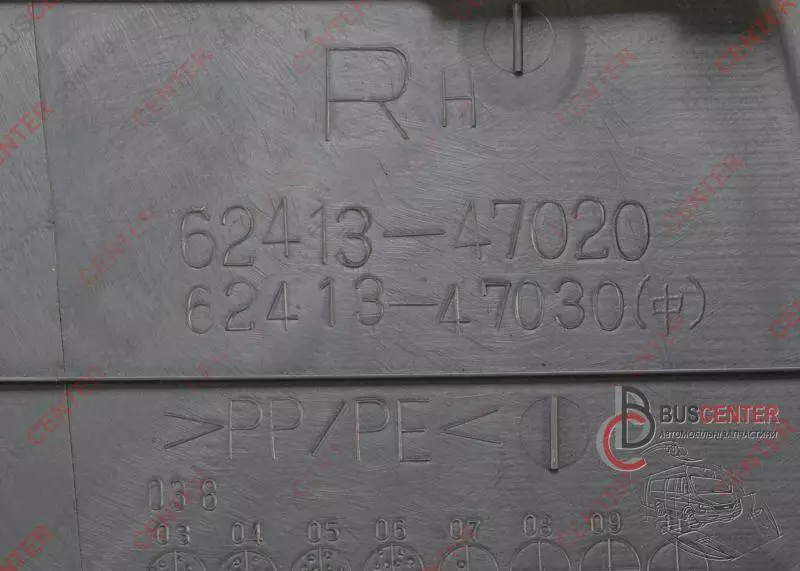 RH
62413-47020
62413-47030(中)
>PP/PE<
BUSCENTER
АВТОМОБІЛЬНІ ЗАПЧАСТИНИ
038
03 04 05 06 07 08 09